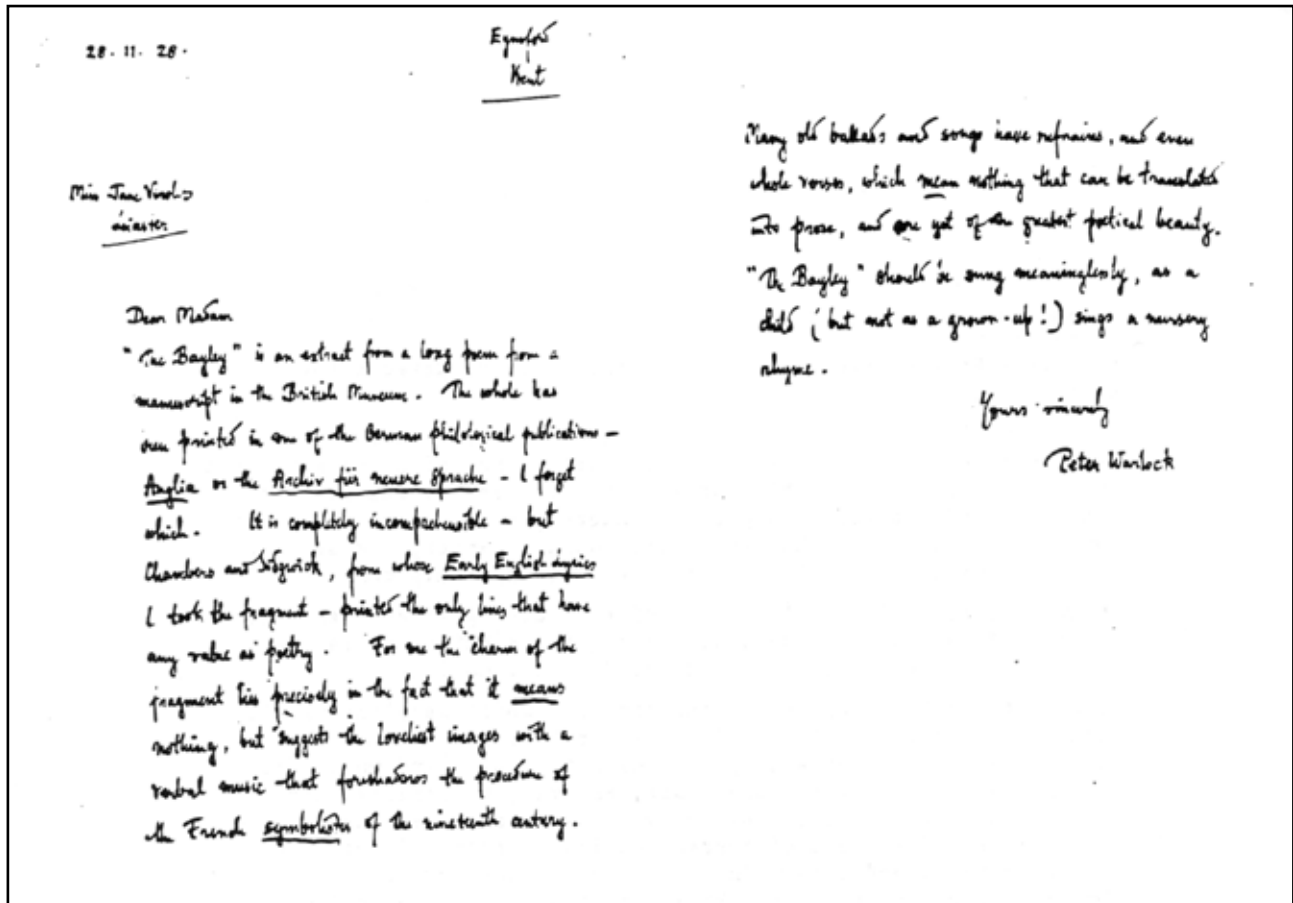 28. 11. 28.
Eynsford
Kent
Miss Jane
Dear Madam
"The Bayley" is an extract from a long poem from a
manuscript in the British Museum. The whole has
been printed in one of the German philological publications –
Anglia or the Archiv für neuere Sprache – I forget
which. It is completely incomprehensible – but
Chambers and Sidgwick, from whose Early English Lyrics
I took the fragment – printed the only lines that have
any value as poetry. For me the charm of the
fragment lies precisely in the fact that it means
nothing, but suggests the loveliest images with a
verbal music that foreshadows the procedure of
the French symbolistes of the nineteenth century.
Many old ballads and songs have refrains, and even
whole verses, which mean nothing that can be translated
into prose, and are yet of the greatest poetical beauty.
"The Bayley" should be sung meaninglessly, as a
child (but not as a grown-up!) sings a nursery
rhyme.
Yours sincerely
Peter Warlock